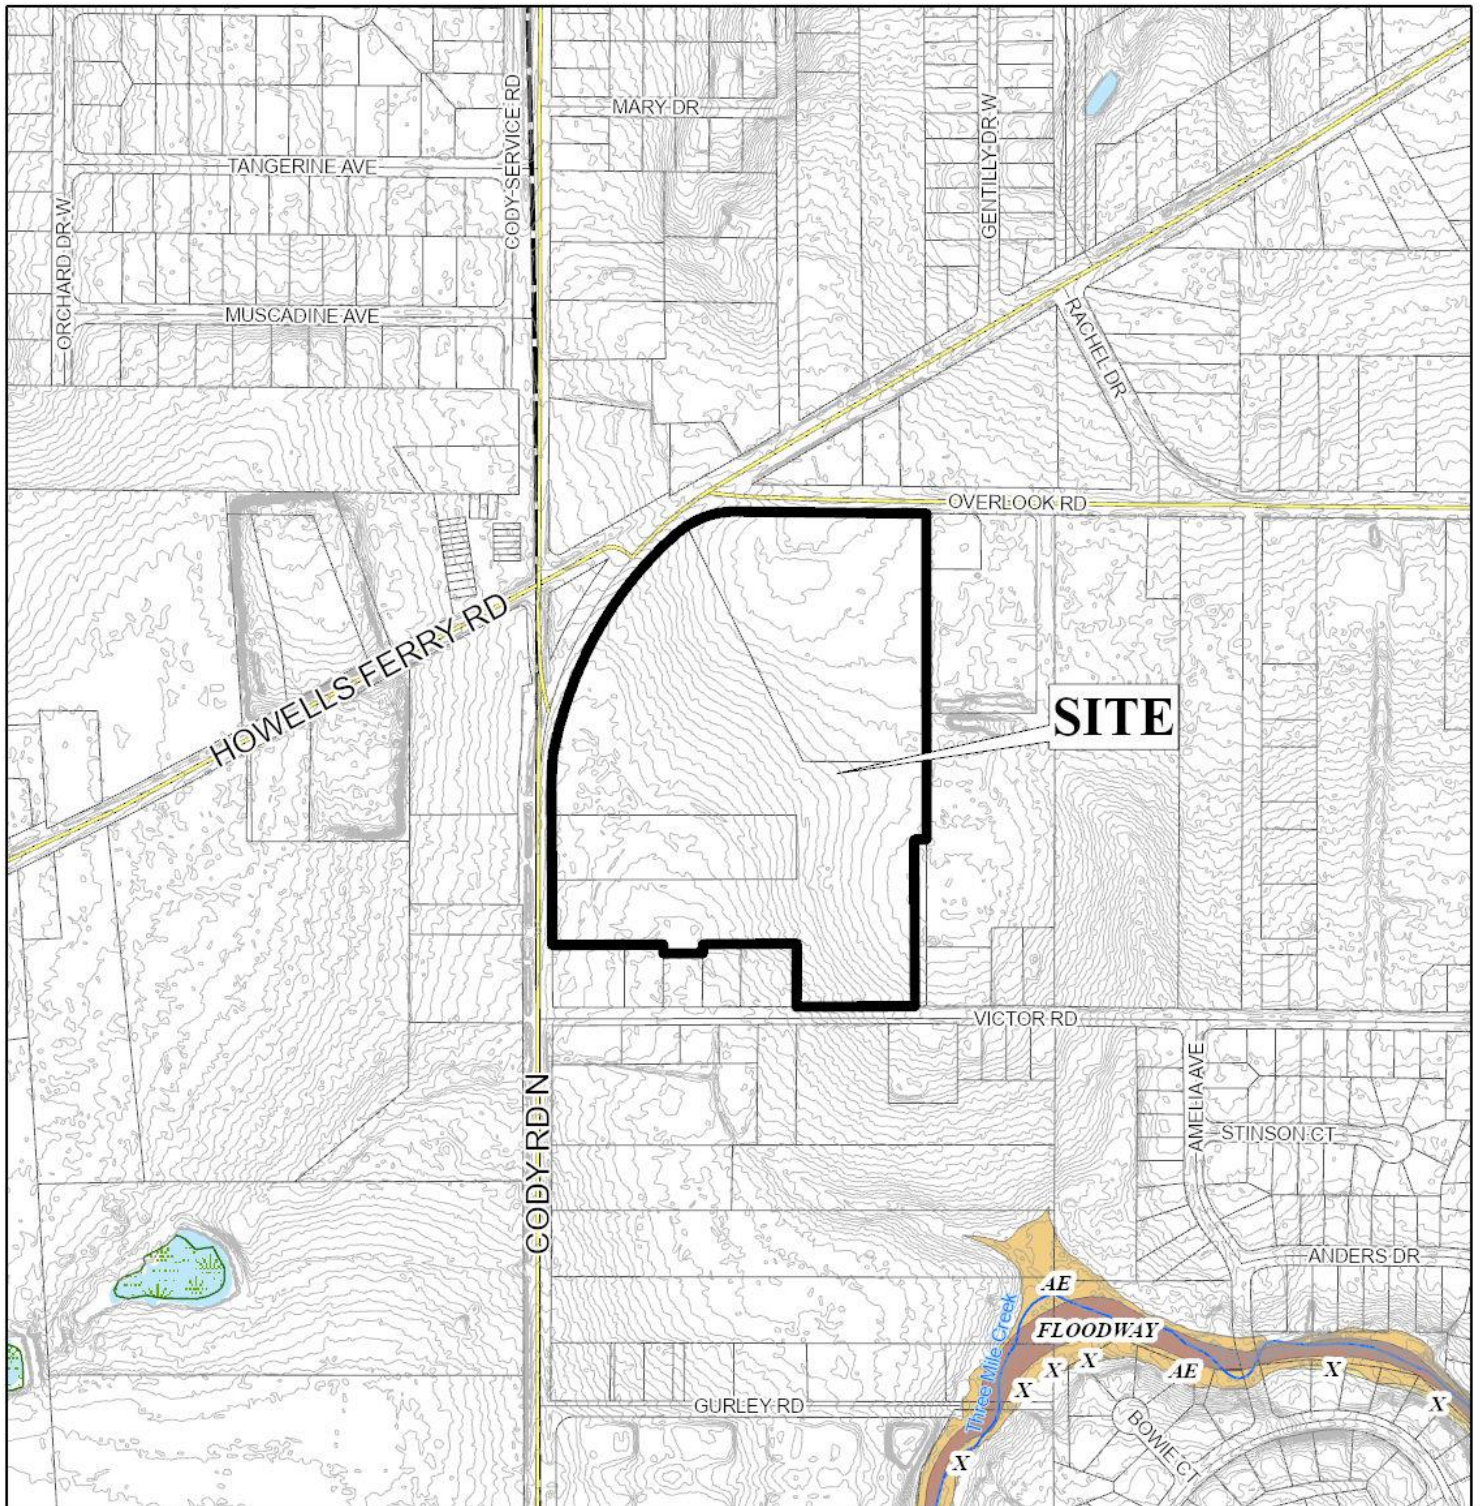 MARY DR
CODY-SERVICE RD
GENTILLY DR W
TANGERINE AVE
ORCHARD DR W
MUSCADINE AVE
RACHEL DR
OVERLOOK RD
HOWELLS FERRY RD
SITE
VICTOR RD
CODY RD N
AMELIA AVE
STINSON CT
ANDERS DR
AE
Three Mile Creek
FLOODWAY
X
X
AE
X
X
X
GURLEY RD
BOWIE CT
X